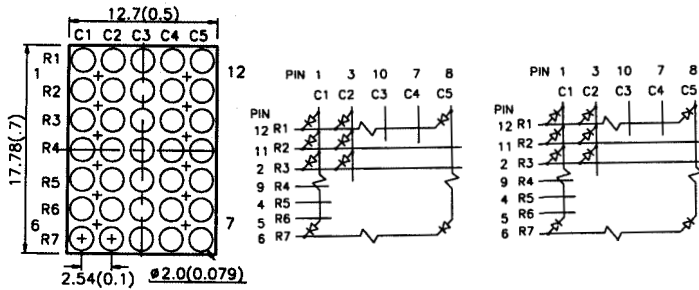 12.7(0.5)
C1 C2 C3 C4 C5
17.78(.7)
R1
1
12
R2
R3
R4
R5
R6
6
7
R7
2.54(0.1)
ø2.0(0.079)
PIN 1 3 10 7 8
C1 C2 C3 C4 C5
PIN
12 R1
11 R2
2 R3
9 R4
4 R5
5 R6
6 R7
PIN 1 3 10 7 8
C1 C2 C3 C4 C5
PIN
12 R1
11 R2
2 R3
9 R4
4 R5
5 R6
6 R7